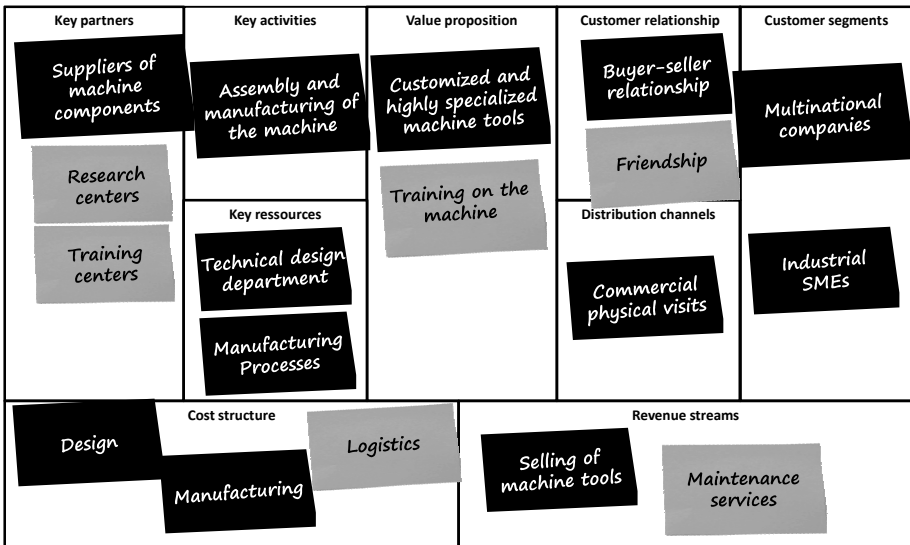 Key partners
Suppliers of
machine
components
Research
centers
Training
centers
Key activities
Assembly and
manufacturing of
the machine
Key ressources
Technical design
department
Manufacturing
Processes
Value proposition
Customized and
highly specialized
machine tools
Training on the
machine
Customer relationship
Buyer-seller
relationship
Friendship
Distribution channels
Commercial
physical visits
Customer segments
Multinational
companies
Industrial
SMEs
Cost structure
Design
Manufacturing
Logistics
Revenue streams
Selling of
machine tools
Maintenance
services